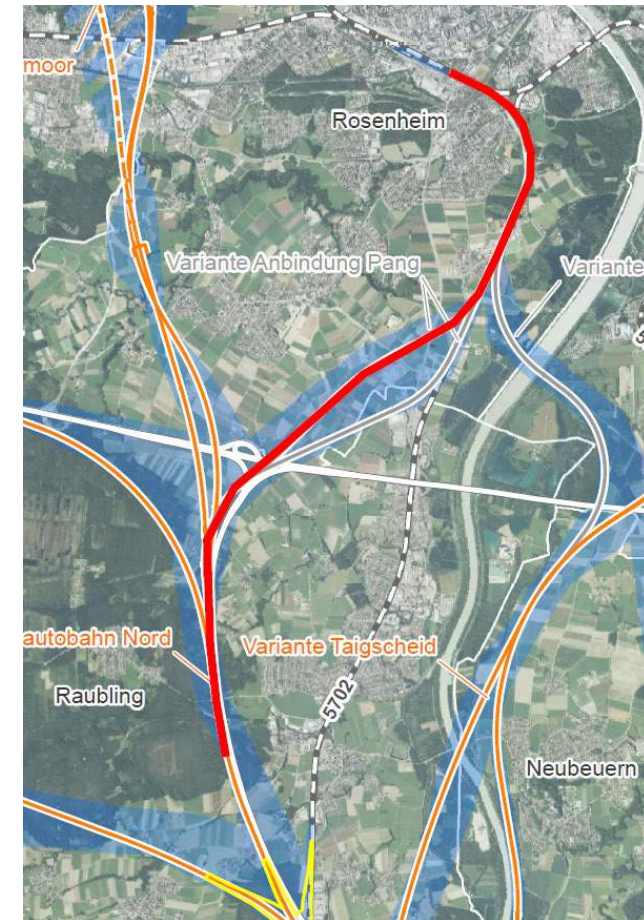 moor
Rosenheim
Variante Anbindung Pang
Variante
autobahn Nord
Variante Taigscheid
Raubling
5702
Neubeuern